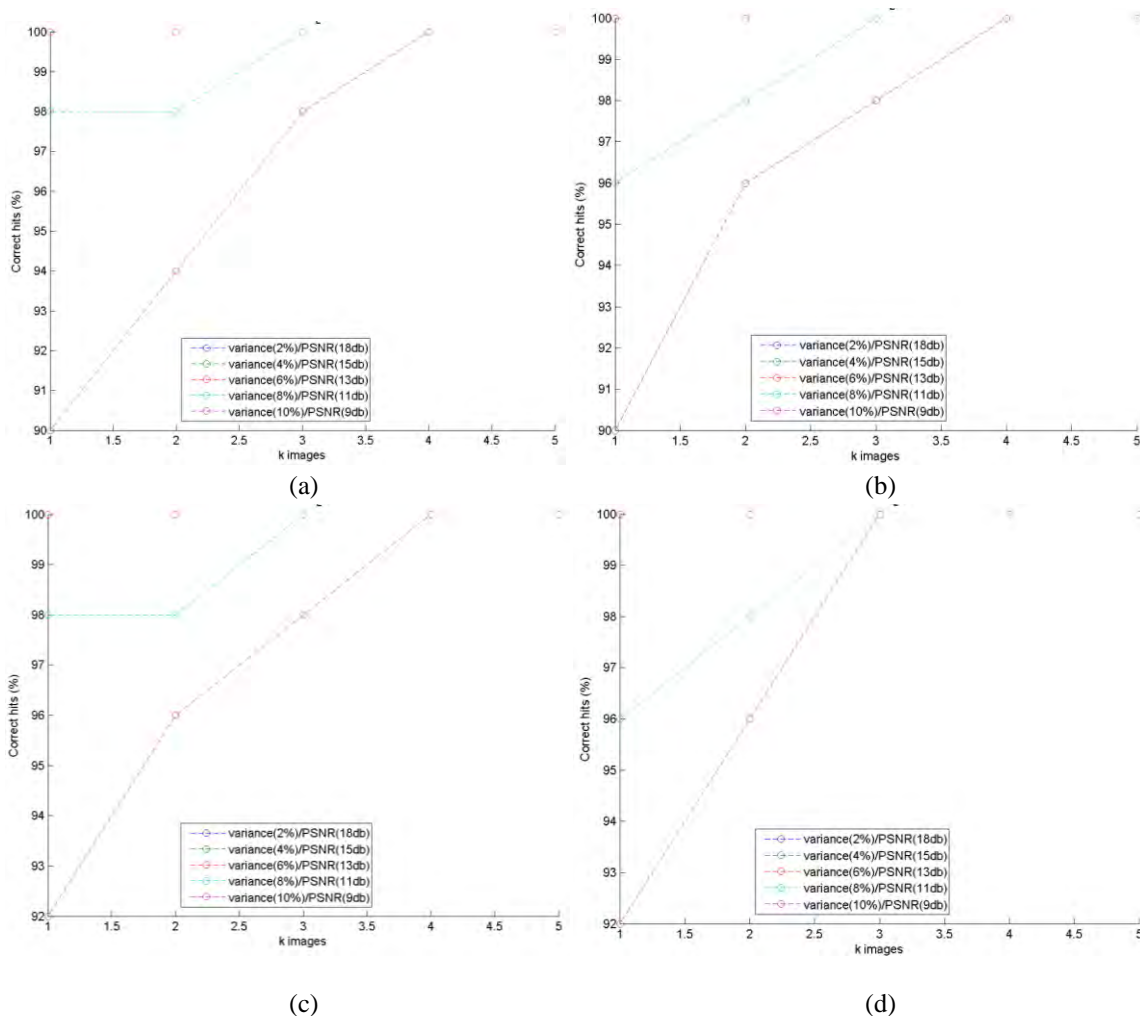 100
99
98
97
96
95
94
93
92
91
90
Correct hits (%)
variance(2%)/PSNR(18db)
variance(4%)/PSNR(15db)
variance(6%)/PSNR(13db)
variance(8%)/PSNR(11db)
variance(10%)/PSNR(9db)
1 1.5 2 2.5 3 3.5 4 4.5 5
k images
(a)
100
99
98
97
96
95
94
93
92
91
90
Correct hits (%)
variance(2%)/PSNR(18db)
variance(4%)/PSNR(15db)
variance(6%)/PSNR(13db)
variance(8%)/PSNR(11db)
variance(10%)/PSNR(9db)
1 1.5 2 2.5 3 3.5 4 4.5 5
k images
(b)
100
99
98
97
96
95
94
93
92
Correct hits (%)
variance(2%)/PSNR(18db)
variance(4%)/PSNR(15db)
variance(6%)/PSNR(13db)
variance(8%)/PSNR(11db)
variance(10%)/PSNR(9db)
1 1.5 2 2.5 3 3.5 4 4.5 5
k images
(c)
100
99
98
97
96
95
94
93
92
Correct hits (%)
variance(2%)/PSNR(18db)
variance(4%)/PSNR(15db)
variance(6%)/PSNR(13db)
variance(8%)/PSNR(11db)
variance(10%)/PSNR(9db)
1 1.5 2 2.5 3 3.5 4 4.5 5
k images
(d)